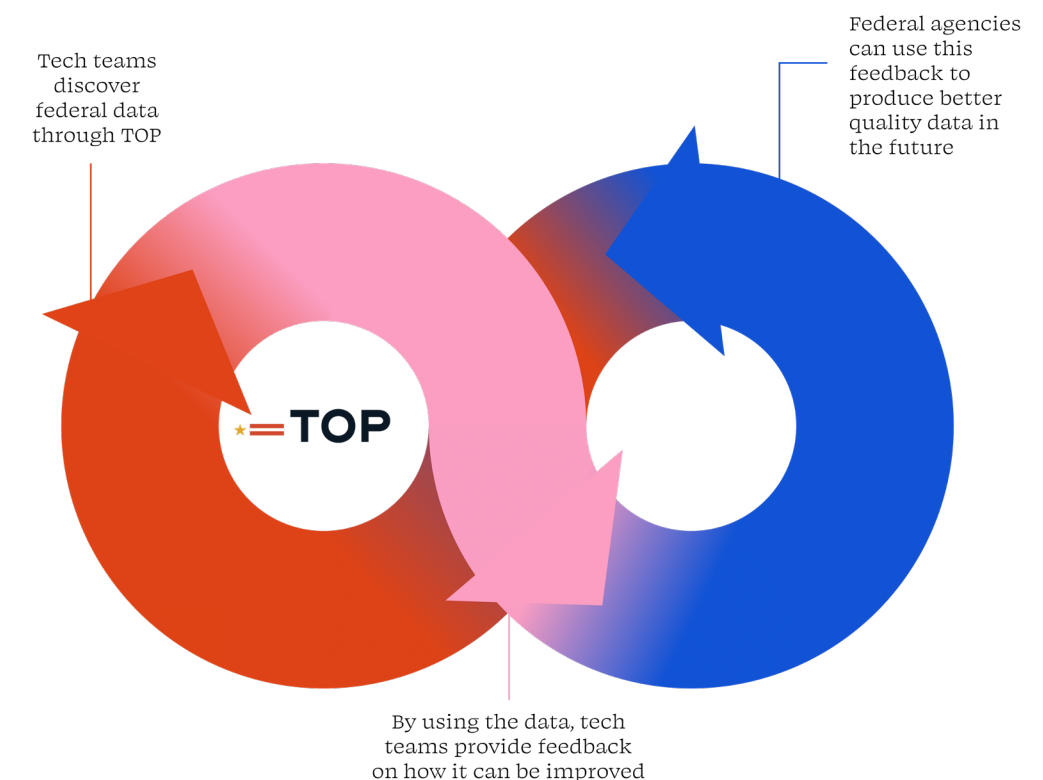 Tech teams
discover
federal data
through TOP
Federal agencies
can use this
feedback to
produce better
quality data in
the future
TOP
By using the data, tech
teams provide feedback
on how it can be improved